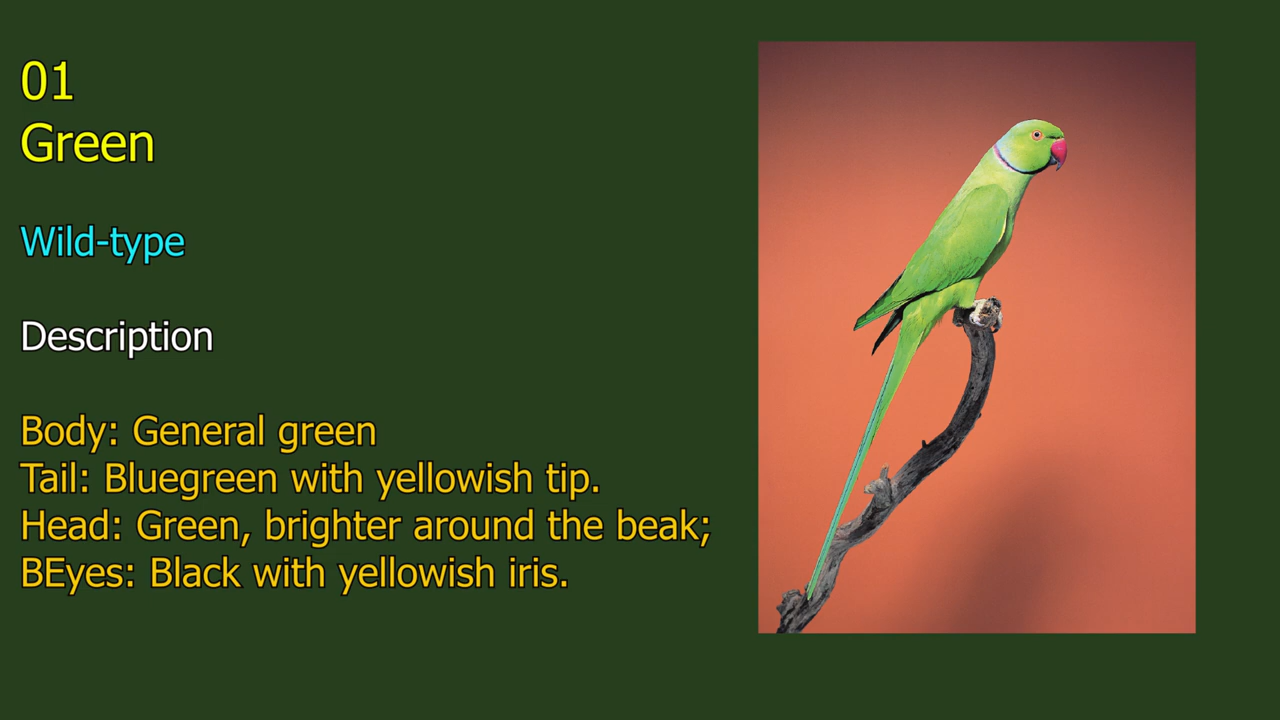 01
Green
Wild-type
Description
Body: General green
Tail: Bluegreen with yellowish tip.
Head: Green, brighter around the beak;
BEyes: Black with yellowish iris.